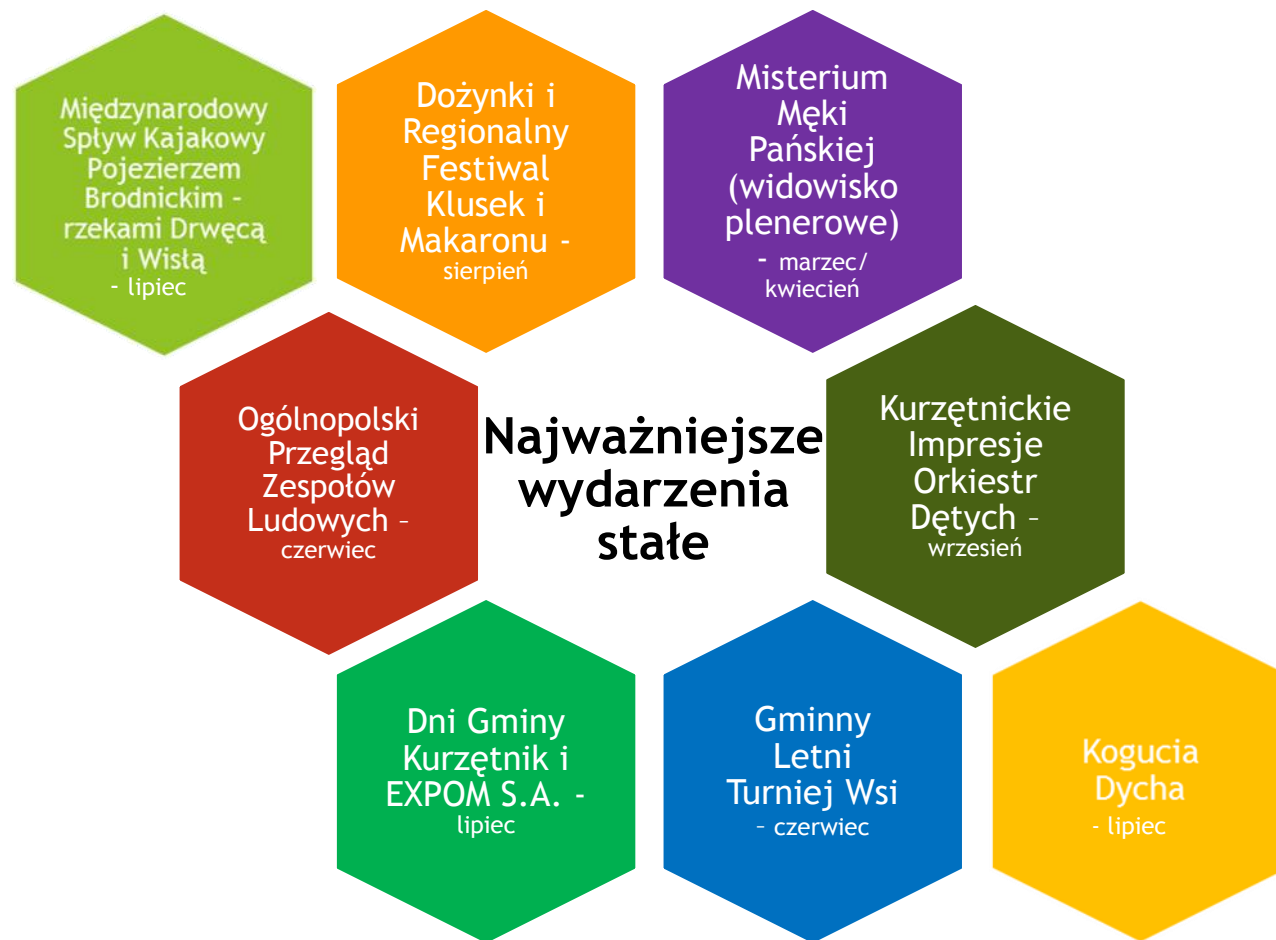 Międzynarodowy
Spływ Kajakowy
Pojezierzem
Brodnickim -
rzekami Drwęcą
i Wisłą
- lipiec
Dożynki i
Regionalny
Festiwal
Klusek i
Makaronu -
sierpień
Misterium
Męki
Pańskiej
(widowisko
plenerowe)
- marzec/
kwiecień
Ogólnopolski
Przegląd
Zespołów
Ludowych –
czerwiec
Najważniejsze
wydarzenia
stałe
Kurzętnickie
Impresje
Orkiestr
Dętych –
wrzesień
Dni Gminy
Kurzętnik i
EXPOM S.A. -
lipiec
Gminny
Letni
Turniej Wsi
– czerwiec
Kogucia
Dycha
- lipiec